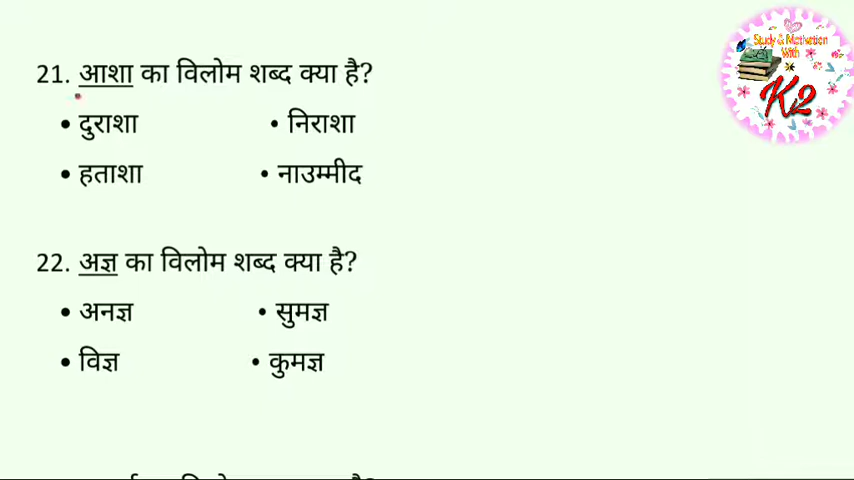 Study & Motivation
With
K2
21. आशा का विलोम शब्द क्या है?
• दुराशा • निराशा
• हताशा • नाउम्मीद
22. अज्ञ का विलोम शब्द क्या है?
• अनज्ञ • सुमज्ञ
• विज्ञ • कुमज्ञ